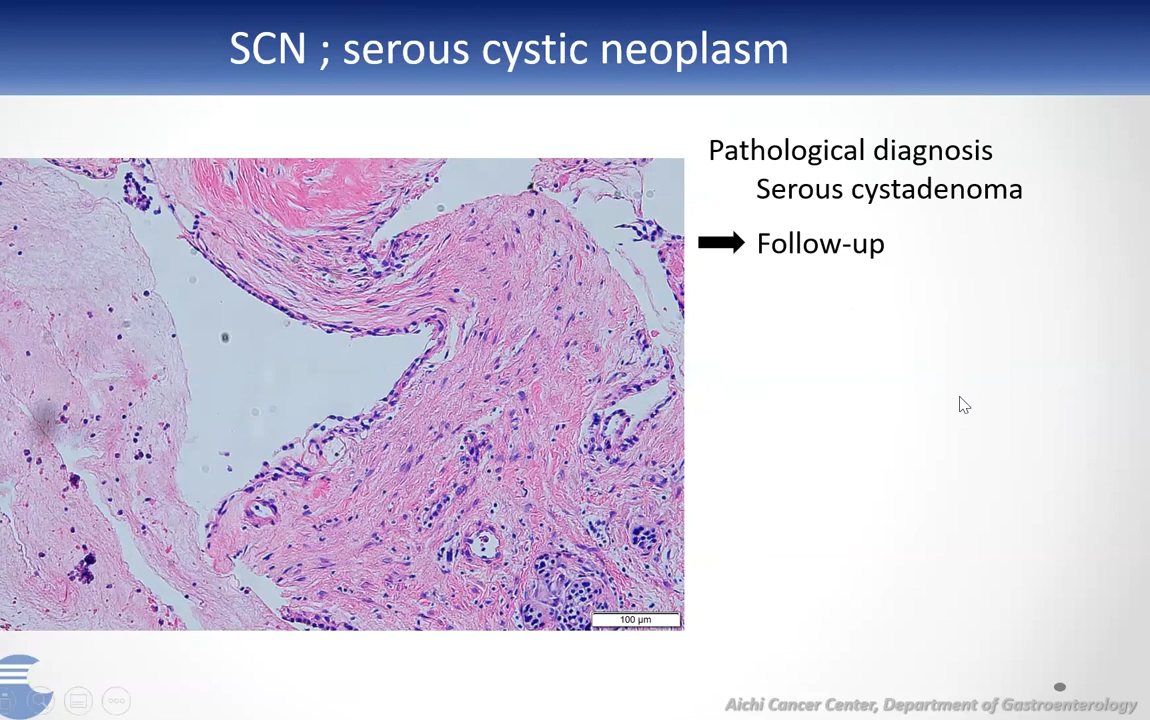 SCN ; serous cystic neoplasm
Pathological diagnosis
Serous cystadenoma
Follow-up
100 µm
Aichi Cancer Center, Department of Gastroenterology